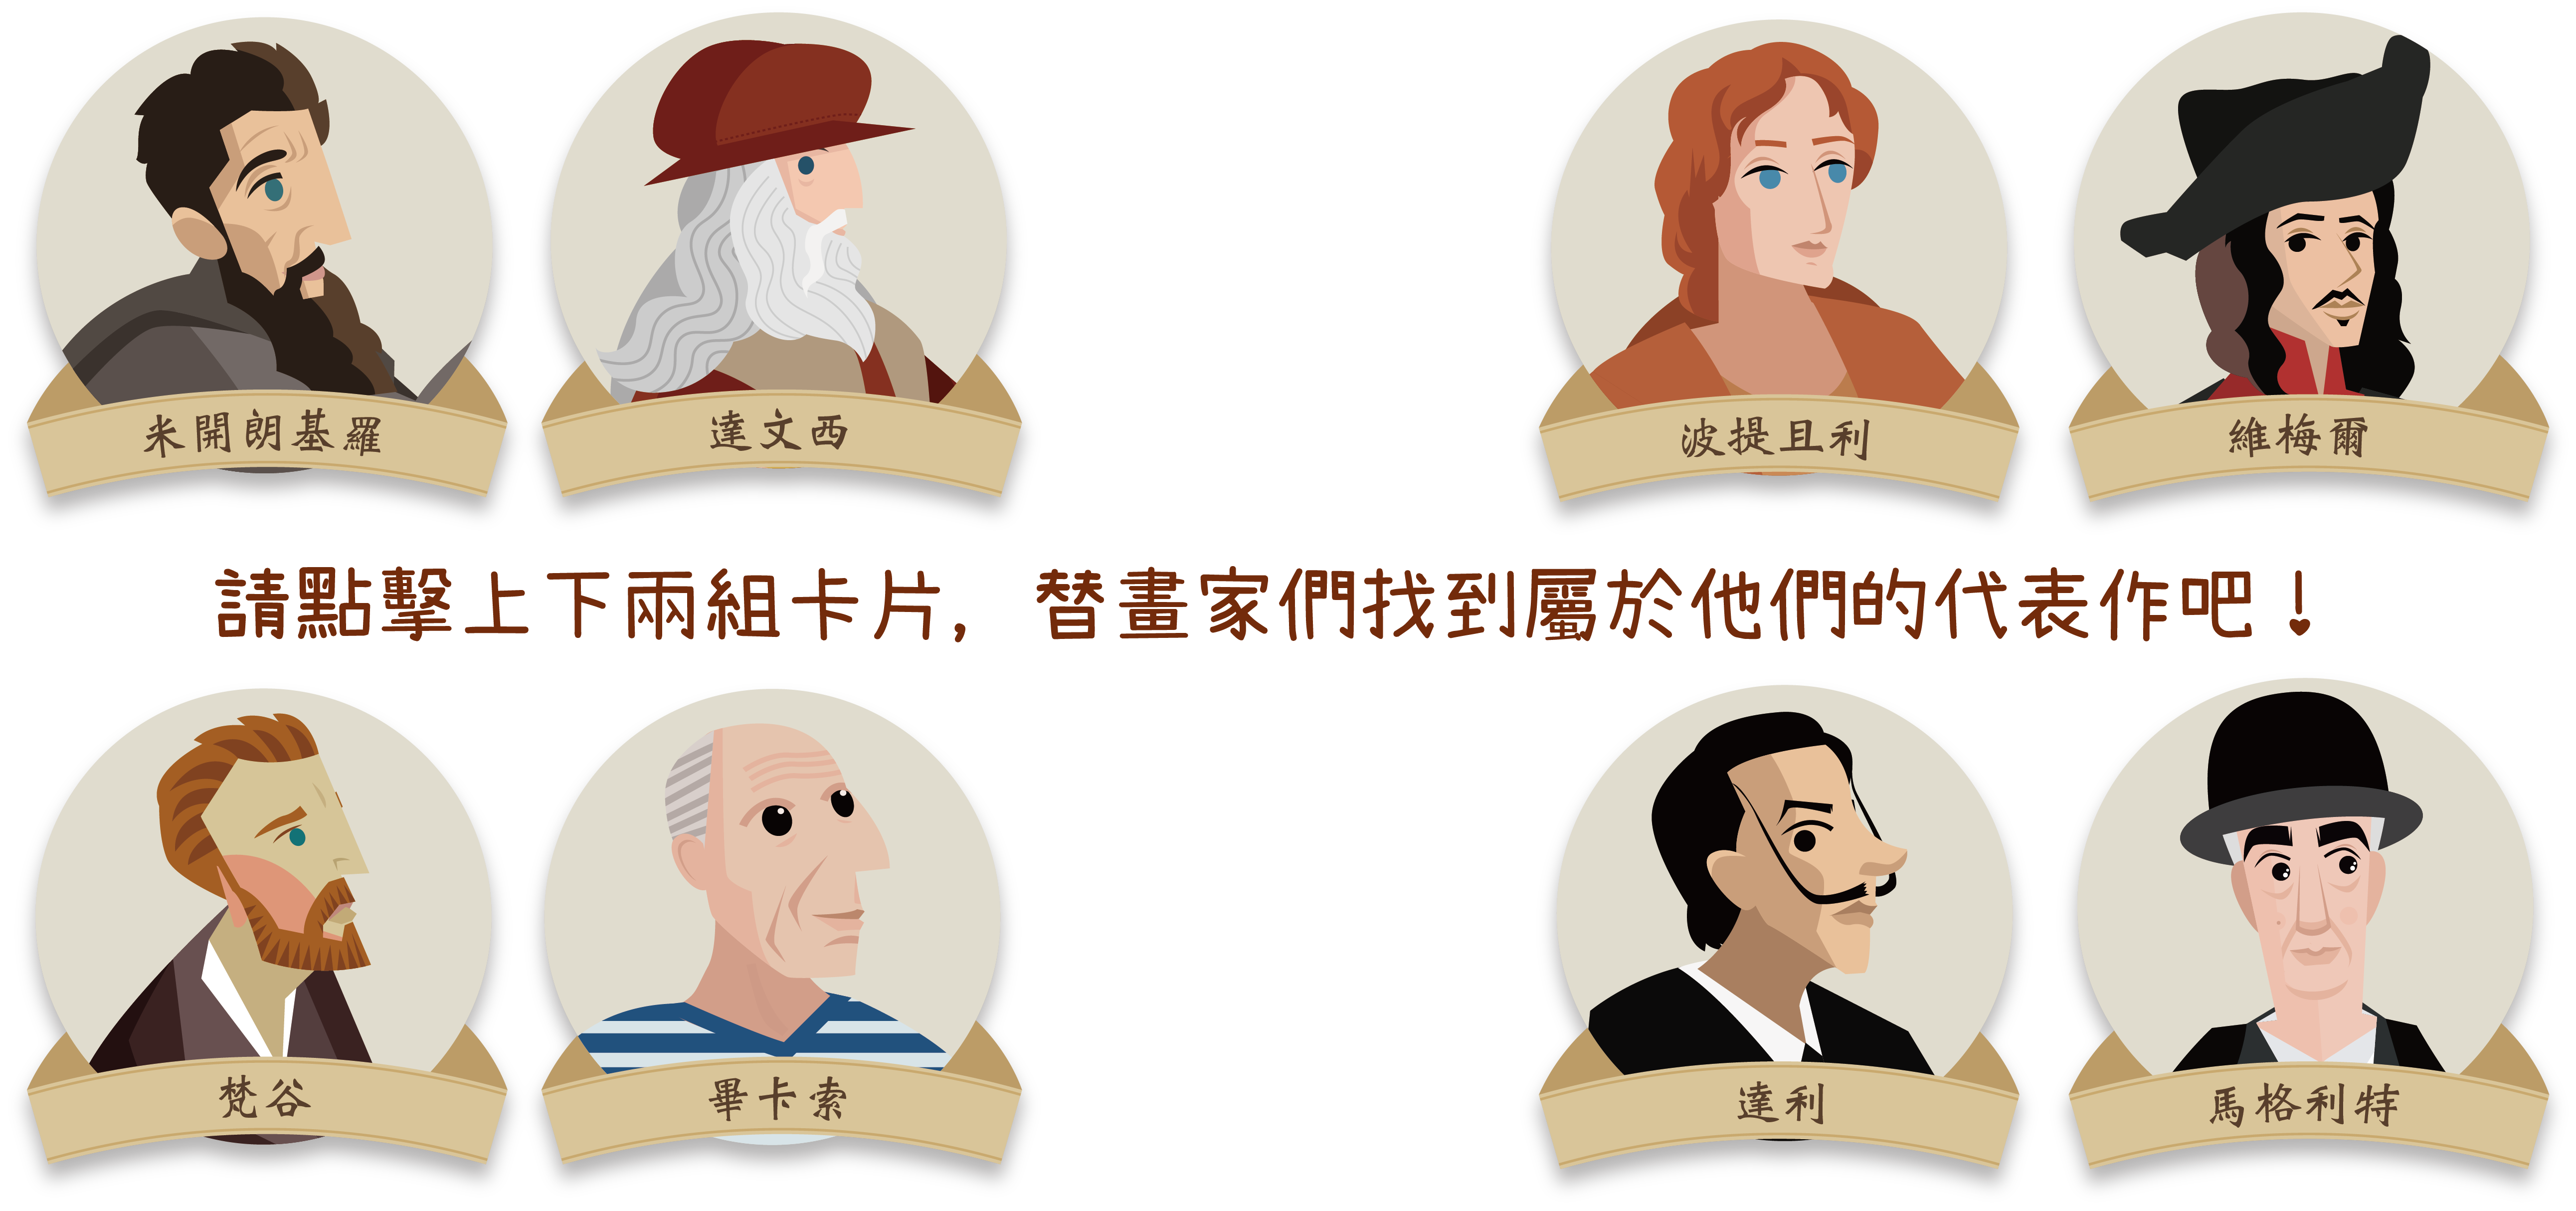 米開朗基羅
達文西
波提且利
維梅爾
請點擊上下兩組卡片，替畫家們找到屬於他們的代表作吧！
梵谷
畢卡索
達利
馬格利特